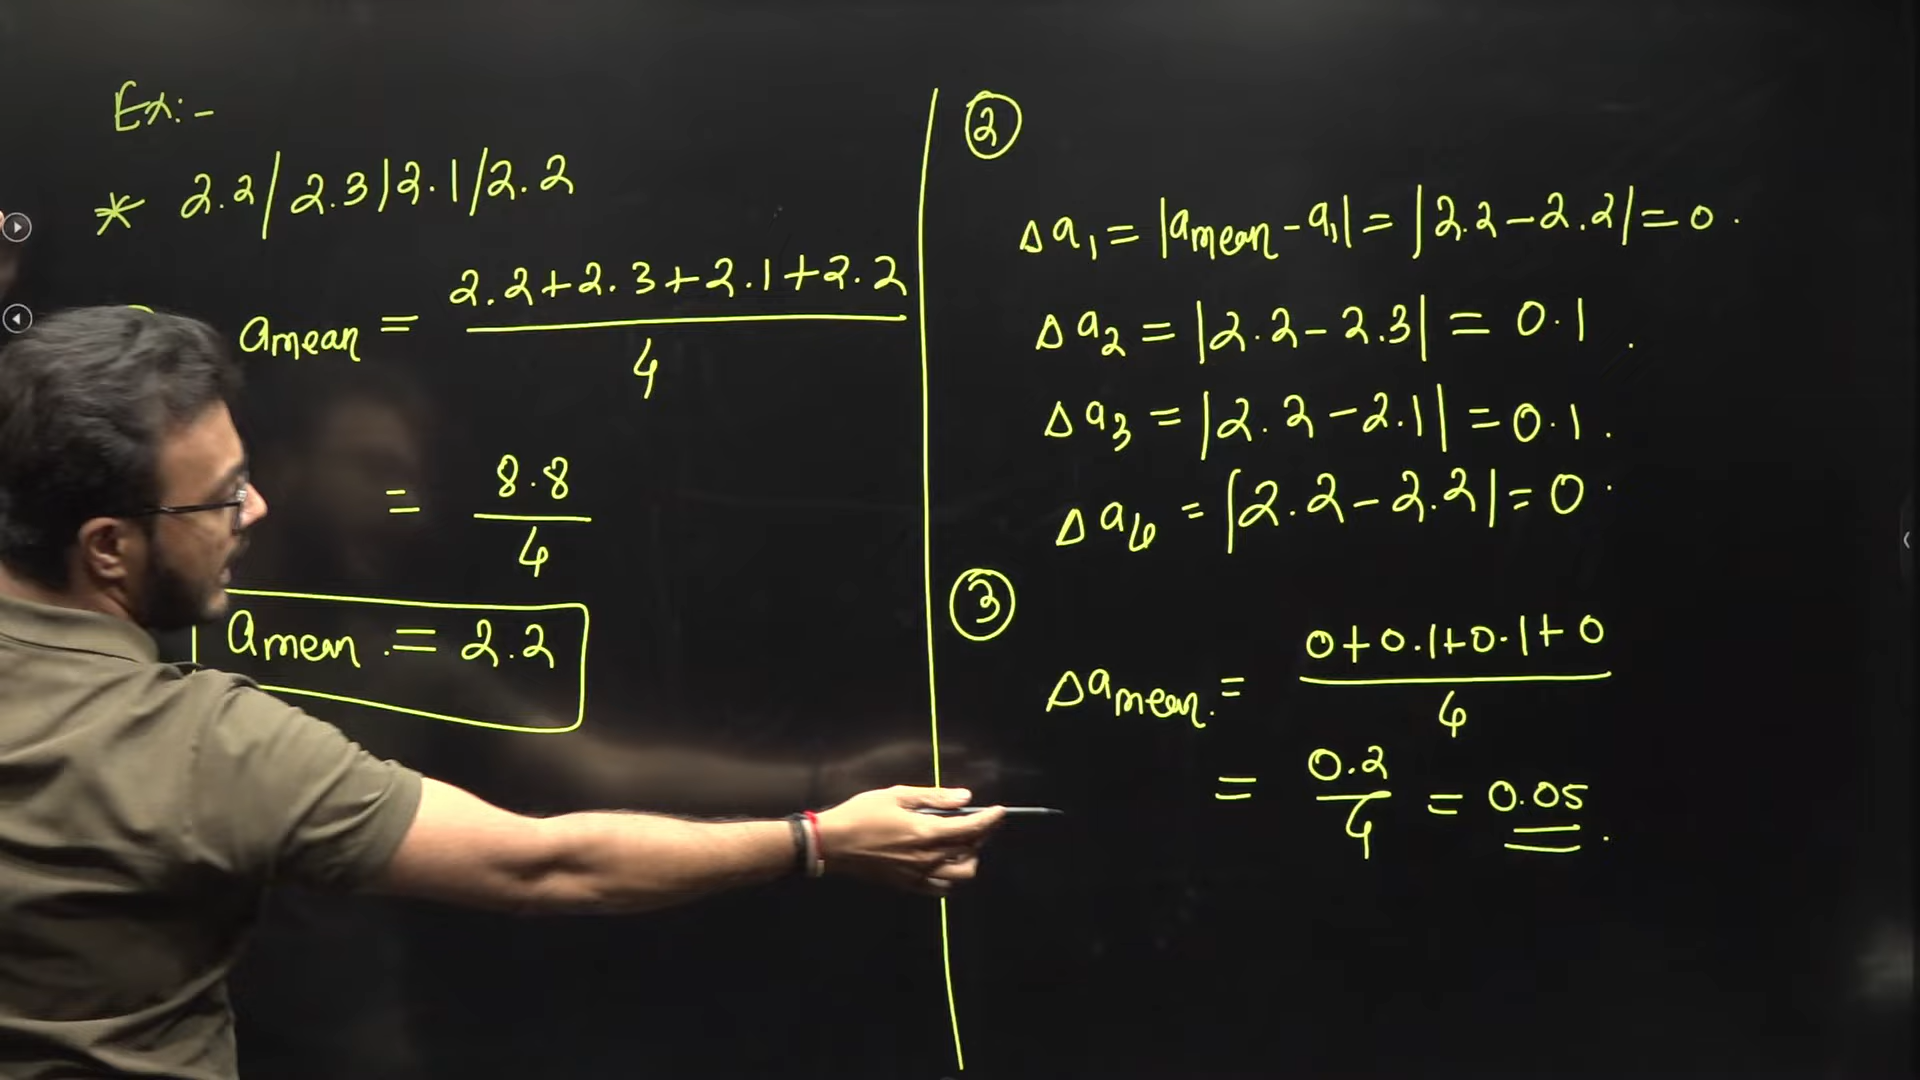 Ex:-
* 2.2/2.3/2.1/2.2
amean = 2.2+2.3+2.1+2.2
4
= 8.8
4
amean = 2.2
2
Δa1 = |amean - a1| = |2.2-2.2| = 0.
Δa2 = |2.2-2.3| = 0.1.
Δa3 = |2.2-2.1| = 0.1.
Δa4 = |2.2-2.2| = 0.
3
Δamean = 0+0.1+0.1+0
4
= 0.2 = 0.05.
4